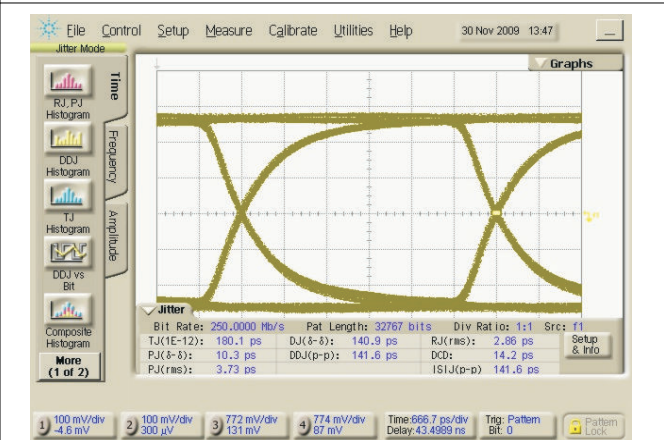 File Control Setup Measure Calibrate Utilities Help 30 Nov 2009 13:47
Jitter Mode
Graphs
Time
Frequency
Amplitude
RJ, PJ
Histogram
DDJ
Histogram
TJ
Histogram
DDJ vs
Bit
Composite
Histogram
More
(1 of 2)
Jitter
Bit Rate: 250.0000 Mb/s Pat Length: 32767 bits Div Ratio: 1:1 Src: f1
TJ(1E-12): 180.1 ps DJ(δ-δ): 140.9 ps RJ(rms): 2.86 ps
PJ(δ-δ): 10.3 ps DDJ(p-p): 141.6 ps DCD: 14.2 ps
PJ(rms): 3.73 ps ISIJ(p-p) 141.6 ps
Setup
& Info
1) 100 mV/div
-4.6 mV
2) 100 mV/div
300 µV
3) 772 mV/div
131 mV
4) 774 mV/div
87 mV
Time:666.7 ps/div
Delay:43.4989 ns
Trig: Pattern
Bit: 0
Pattern
Lock